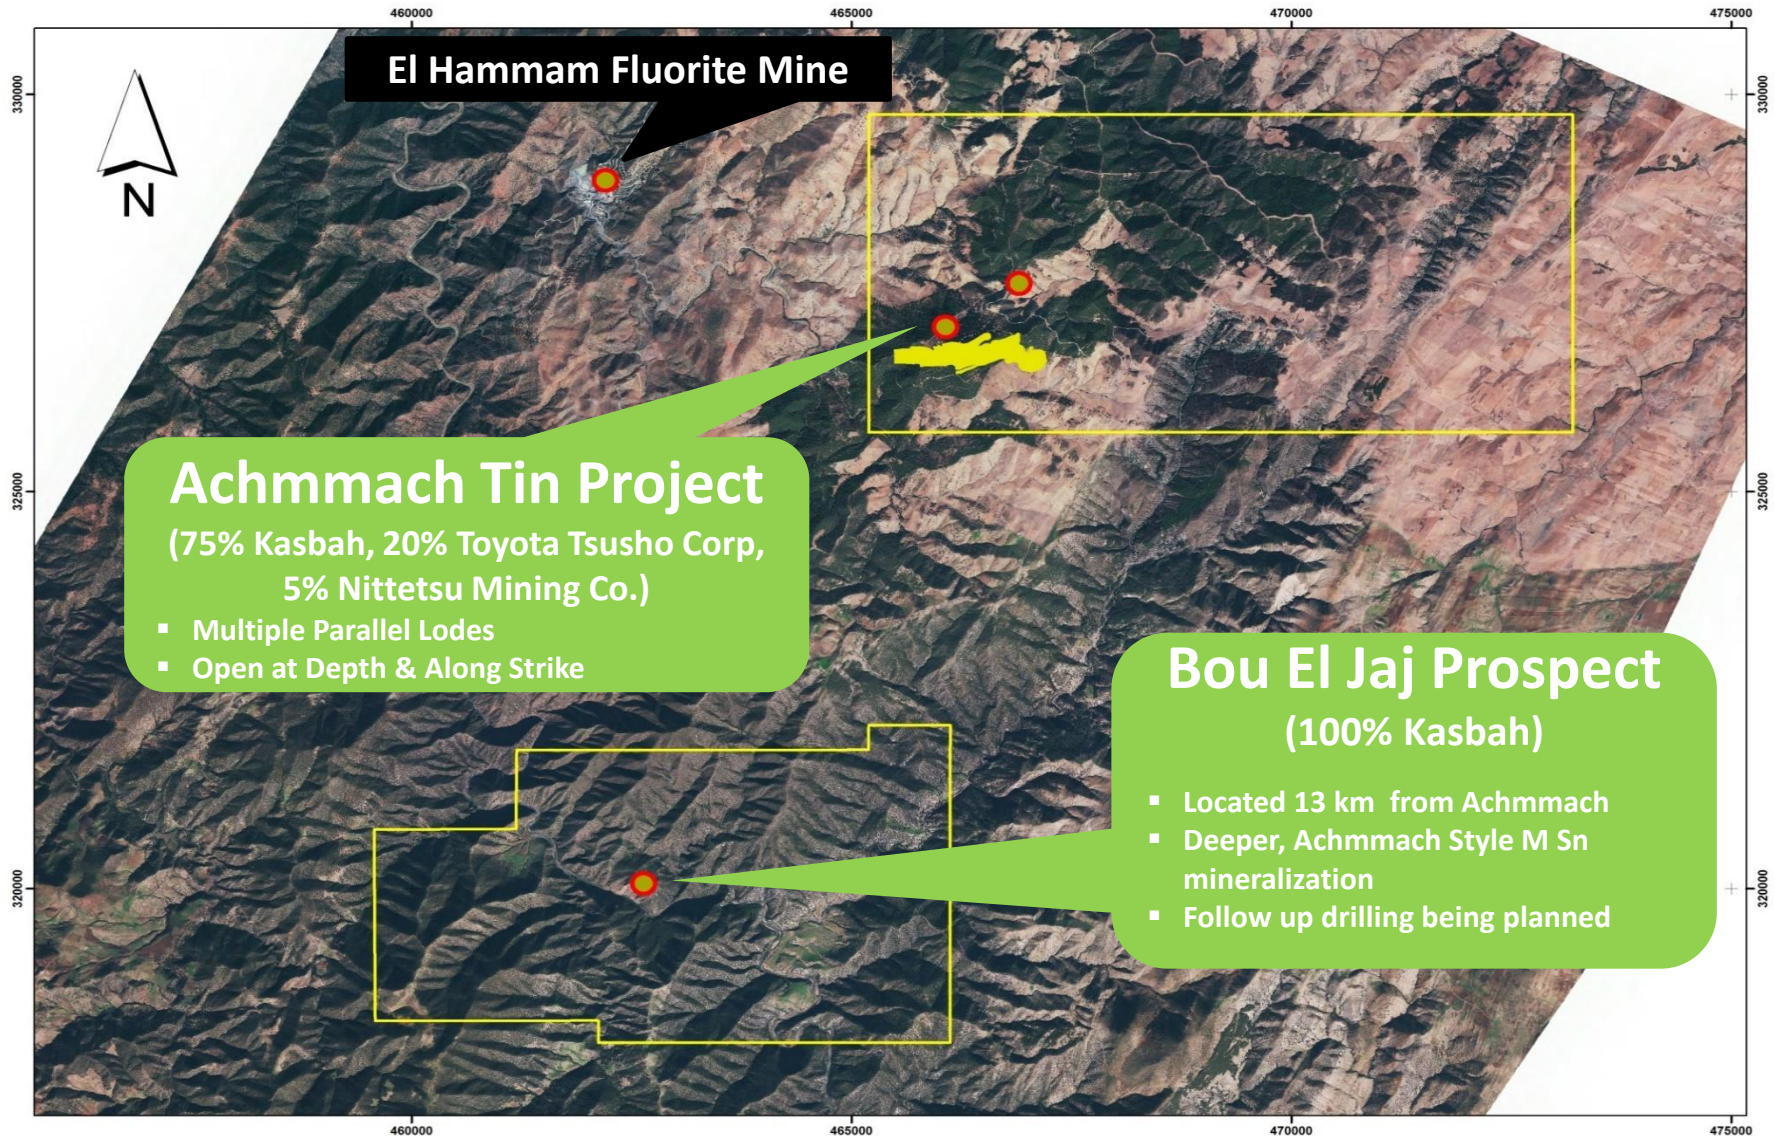 460000
465000
470000
475000
El Hammam Fluorite Mine
330000
330000
N
Achmmach Tin Project
(75% Kasbah, 20% Toyota Tsusho Corp,
5% Nittetsu Mining Co.)
▪ Multiple Parallel Lodes
▪ Open at Depth & Along Strike
325000
325000
Bou El Jaj Prospect
(100% Kasbah)
▪ Located 13 km  from Achmmach
▪ Deeper, Achmmach Style M Sn
mineralization
▪ Follow up drilling being planned
320000
320000
460000
465000
470000
475000